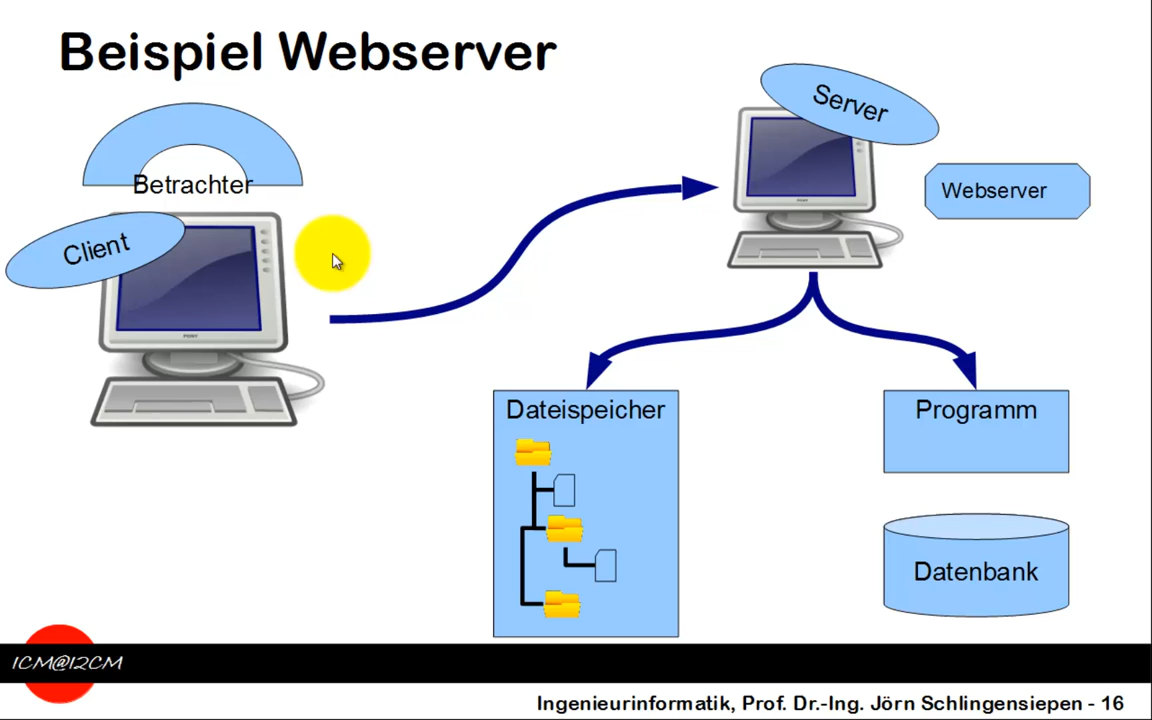 Beispiel Webserver
Server
Betrachter
Webserver
Client
Dateispeicher
Programm
Datenbank
ICM@I2CM
Ingenieurinformatik, Prof. Dr.-Ing. Jörn Schlingensiepen - 16